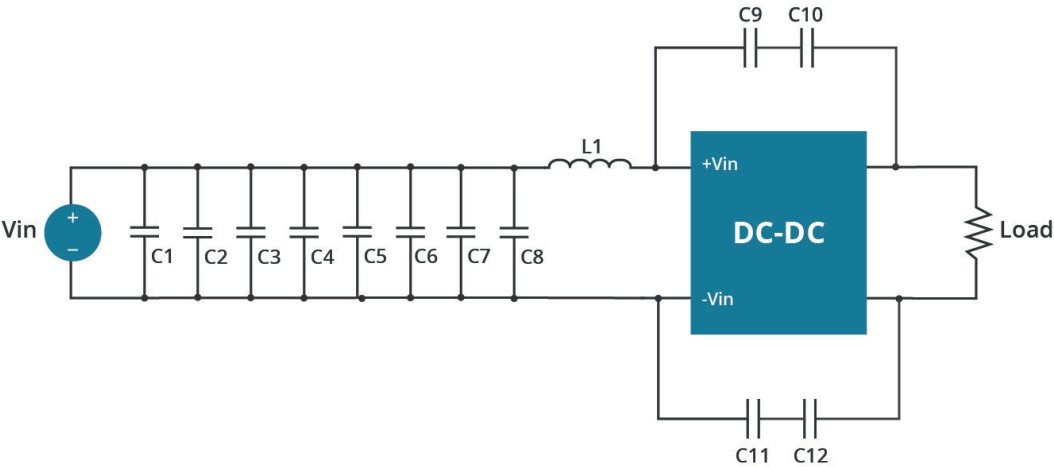 C9 C10
L1
+Vin
Vin
+
−
DC-DC
Load
C1 C2 C3 C4 C5 C6 C7 C8
-Vin
C11 C12